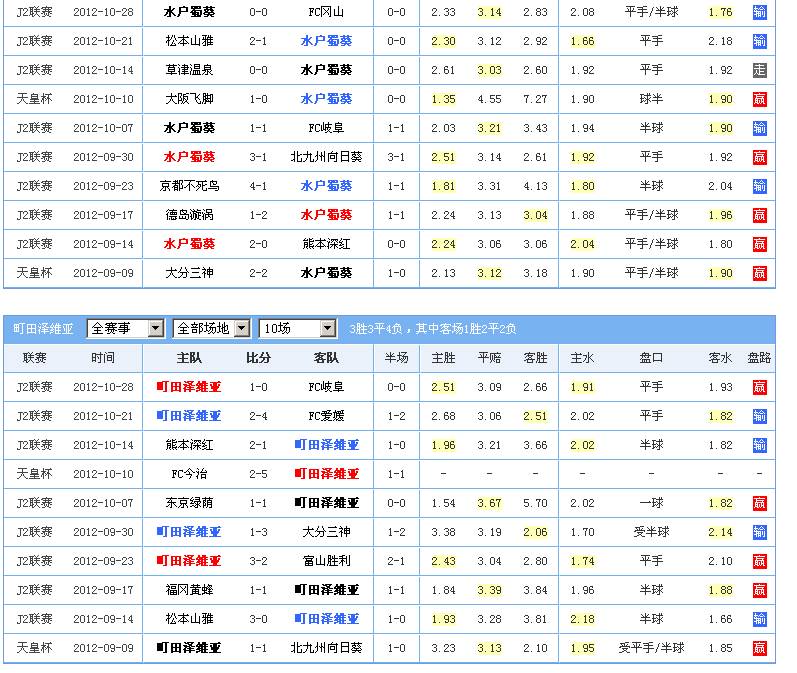 J2联赛 2012-10-28 水户蜀葵 0-0 FC冈山 0-0 2.33 3.14 2.83 2.08 平手/半球 1.76 输
J2联赛 2012-10-21 松本山雅 2-1 水户蜀葵 0-0 2.30 3.12 2.92 1.66 平手 2.18 输
J2联赛 2012-10-14 草津温泉 0-0 水户蜀葵 0-0 2.61 3.03 2.60 1.92 平手 1.92 走
天皇杯 2012-10-10 大阪飞脚 1-0 水户蜀葵 0-0 1.35 4.55 7.27 1.90 球半 1.90 赢
J2联赛 2012-10-07 水户蜀葵 1-1 FC岐阜 1-1 2.03 3.21 3.43 1.94 半球 1.90 输
J2联赛 2012-09-30 水户蜀葵 3-1 北九州向日葵 3-1 2.51 3.14 2.61 1.92 平手 1.92 赢
J2联赛 2012-09-23 京都不死鸟 4-1 水户蜀葵 1-1 1.81 3.31 4.13 1.80 半球 2.04 输
J2联赛 2012-09-17 德岛漩涡 1-2 水户蜀葵 1-1 2.24 3.13 3.04 1.88 平手/半球 1.96 赢
J2联赛 2012-09-14 水户蜀葵 2-0 熊本深红 0-0 2.24 3.06 3.06 2.04 平手/半球 1.80 赢
天皇杯 2012-09-09 大分三神 2-2 水户蜀葵 1-0 2.13 3.12 3.18 1.90 平手/半球 1.90 赢
町田泽维亚 全赛事 全部场地 10场 3胜3平4负，其中客场1胜2平2负
联赛 时间 主队 比分 客队 半场 主胜 平赔 客胜 主水 盘口 客水 盘路
J2联赛 2012-10-28 町田泽维亚 1-0 FC岐阜 0-0 2.51 3.09 2.66 1.91 平手 1.93 赢
J2联赛 2012-10-21 町田泽维亚 2-4 FC爱媛 1-2 2.68 3.06 2.51 2.02 平手 1.82 输
J2联赛 2012-10-14 熊本深红 2-1 町田泽维亚 1-0 1.96 3.21 3.66 2.02 半球 1.82 输
天皇杯 2012-10-10 FC今治 2-5 町田泽维亚 1-1 - - - - - - -
J2联赛 2012-10-07 东京绿荫 1-1 町田泽维亚 0-0 1.54 3.67 5.70 2.02 一球 1.82 赢
J2联赛 2012-09-30 町田泽维亚 1-3 大分三神 1-2 3.38 3.19 2.06 1.70 受半球 2.14 输
J2联赛 2012-09-23 町田泽维亚 3-2 富山胜利 2-1 2.43 3.04 2.80 1.74 平手 2.10 赢
J2联赛 2012-09-17 福冈黄蜂 1-1 町田泽维亚 1-1 1.84 3.39 3.84 1.96 半球 1.88 赢
J2联赛 2012-09-14 松本山雅 3-0 町田泽维亚 1-0 1.93 3.28 3.81 2.18 半球 1.66 输
天皇杯 2012-09-09 町田泽维亚 1-1 北九州向日葵 1-0 3.23 3.13 2.10 1.95 受平手/半球 1.85 赢